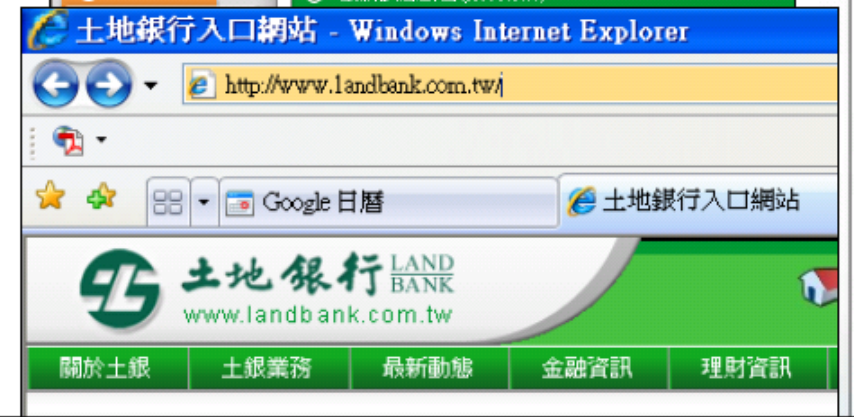 土地銀行入口網站 - Windows Internet Explorer
http://www.landbank.com.tw/
Google 日曆
土地銀行入口網站
土地銀行 LAND BANK
www.landbank.com.tw
關於土銀 土銀業務 最新動態 金融資訊 理財資訊